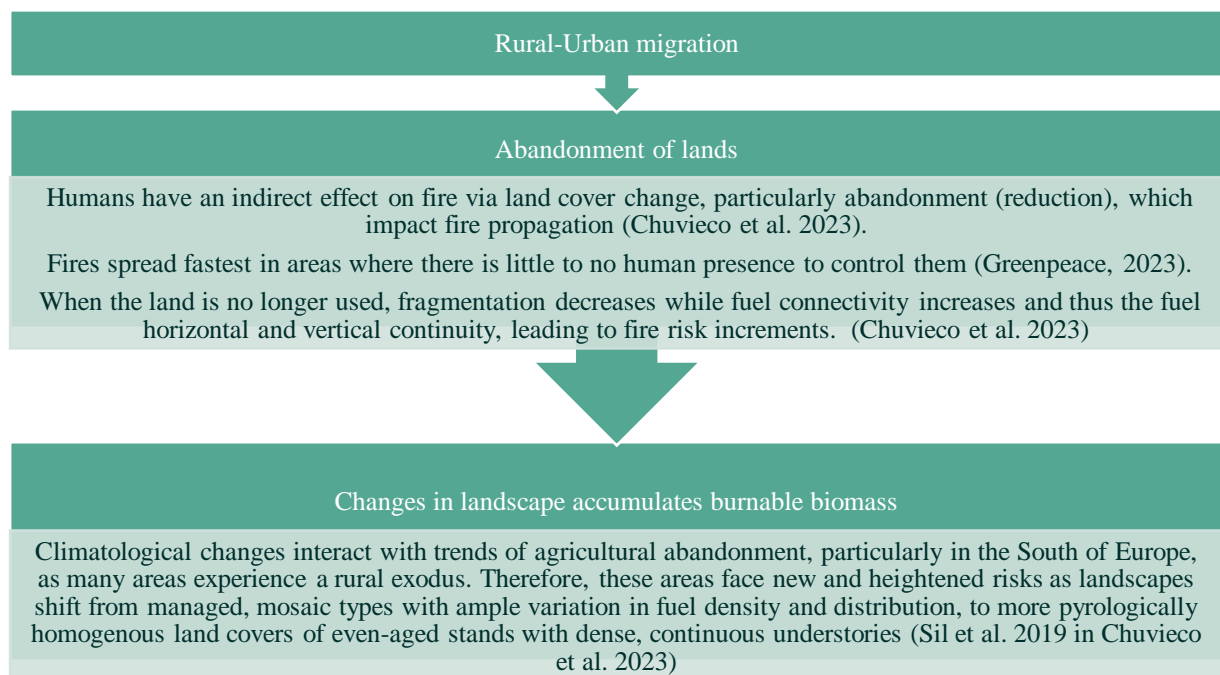 Rural-Urban migration
Abandonment of lands
Humans have an indirect effect on fire via land cover change, particularly abandonment (reduction), which
impact fire propagation (Chuvieco et al. 2023).
Fires spread fastest in areas where there is little to no human presence to control them (Greenpeace, 2023).
When the land is no longer used, fragmentation decreases while fuel connectivity increases and thus the fuel
horizontal and vertical continuity, leading to fire risk increments. (Chuvieco et al. 2023)
Changes in landscape accumulates burnable biomass
Climatological changes interact with trends of agricultural abandonment, particularly in the South of Europe,
as many areas experience a rural exodus. Therefore, these areas face new and heightened risks as landscapes
shift from managed, mosaic types with ample variation in fuel density and distribution, to more pyrologically
homogenous land covers of even-aged stands with dense, continuous understories (Sil et al. 2019 in Chuvieco
et al. 2023)